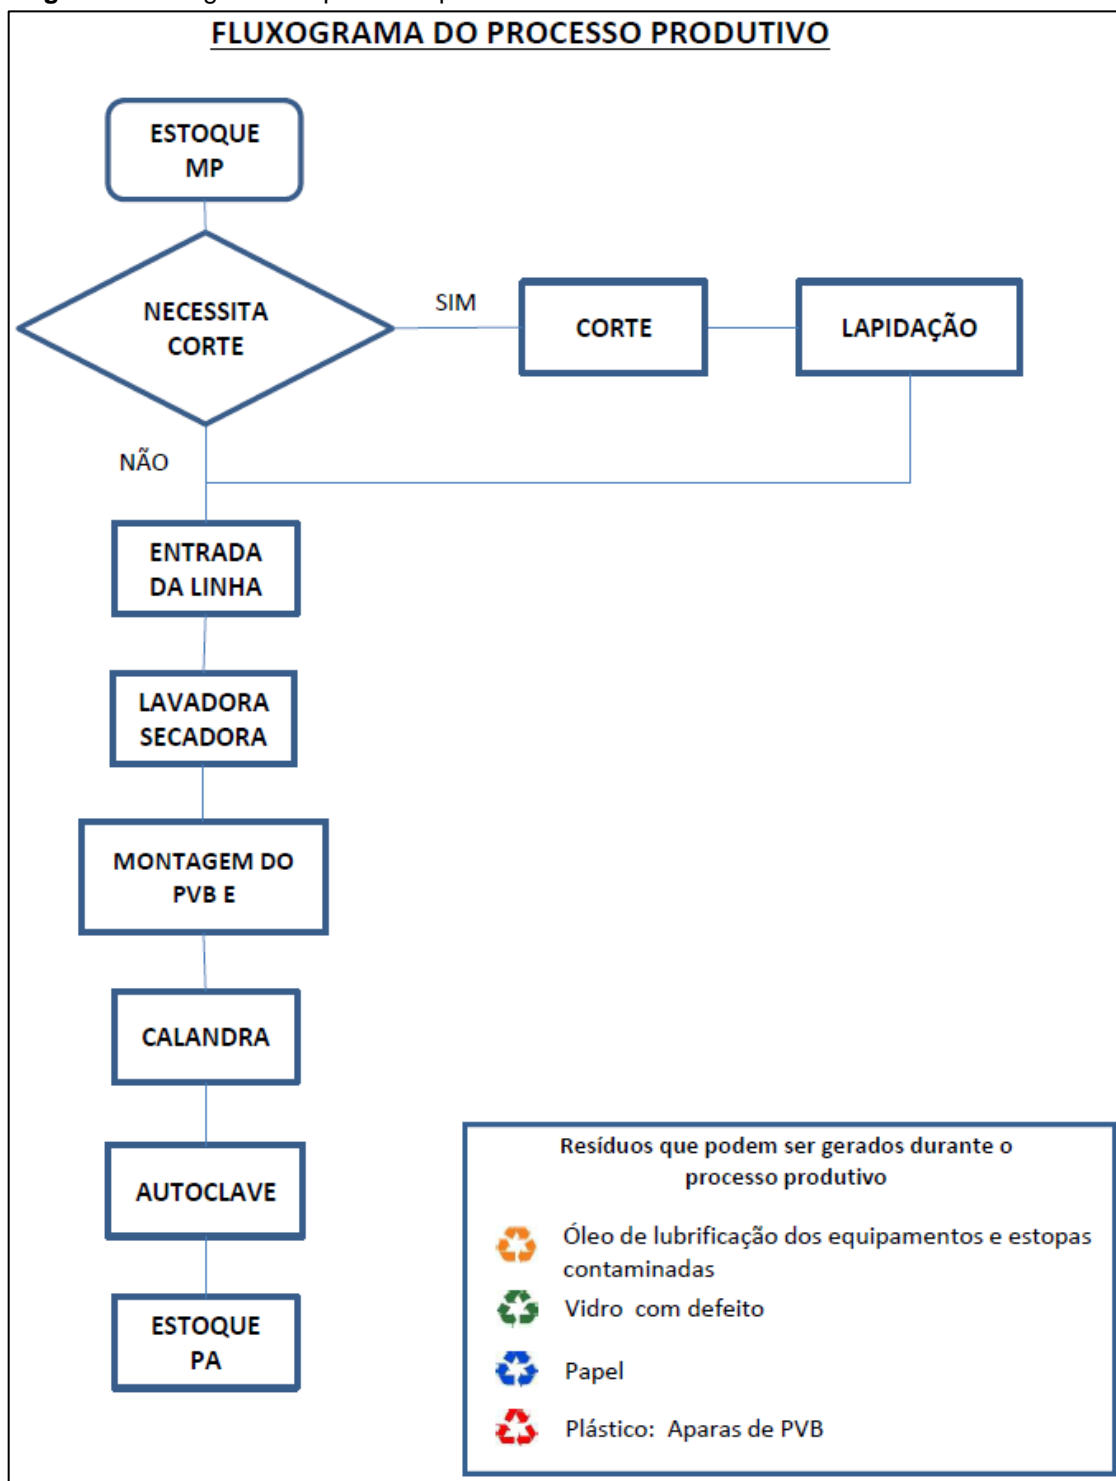 FLUXOGRAMA DO PROCESSO PRODUTIVO
ESTOQUE
MP
NECESSITA
CORTE
SIM
CORTE
LAPIDAÇÃO
NÃO
ENTRADA
DA LINHA
LAVADORA
SECADORA
MONTAGEM DO
PVB E
CALANDRA
AUTOCLAVE
ESTOQUE
PA
Resíduos que podem ser gerados durante o
processo produtivo
Óleo de lubrificação dos equipamentos e estopas
contaminadas
Vidro com defeito
Papel
Plástico: Aparas de PVB